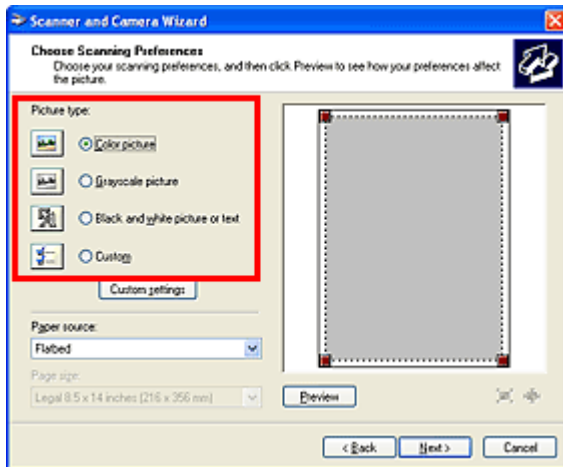 Scanner and Camera Wizard
Choose Scanning Preferences
Choose your scanning preferences, and then click Preview to see how your preferences affect
the picture.
Picture type:
Color picture
Grayscale picture
Black and white picture or text
Custom
Custom settings
Paper source:
Flatbed
Page size:
Legal 8.5 x 14 inches (216 x 356 mm)
Preview
< Back
Next >
Cancel